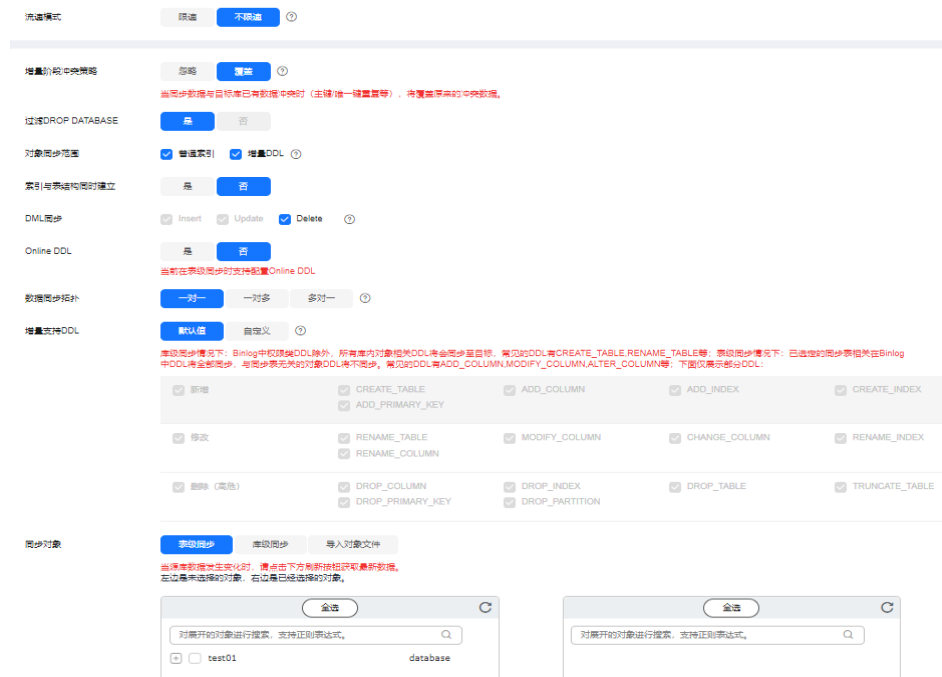 流速模式 限速 不限速
增量阶段冲突策略 忽略 覆盖
当同步数据与目标库已有数据冲突时（主键/唯一键重复等），将覆盖原来的冲突数据。
过滤DROP DATABASE 是 否
对象同步范围 普通索引 增量DDL
索引与表结构同时建立 是 否
DML同步 Insert Update Delete
Online DDL 是 否
当前在表级同步时支持配置Online DDL
数据同步拓扑 一对一 一对多 多对一
增量支持DDL 默认值 自定义
库级同步情况下：Binlog中权限类DDL除外，所有库内对象相关DDL将会同步至目标，常见的DDL有CREATE_TABLE,RENAME_TABLE等；表级同步情况下：已选定的同步表相关在Binlog
中DDL将全部同步，与同步表无关的对象DDL将不同步。常见的DDL有ADD_COLUMN,MODIFY_COLUMN,ALTER_COLUMN等；下面仅展示部分DDL：
新增 CREATE_TABLE ADD_COLUMN ADD_INDEX CREATE_INDEX
ADD_PRIMARY_KEY
修改 RENAME_TABLE MODIFY_COLUMN CHANGE_COLUMN RENAME_INDEX
RENAME_COLUMN
删除（高危） DROP_COLUMN DROP_INDEX DROP_TABLE TRUNCATE_TABLE
DROP_PRIMARY_KEY DROP_PARTITION
同步对象 表级同步 库级同步 导入对象文件
当源库数据发生变化时，请点击下方刷新按钮获取最新数据。
左边是未选择的对象，右边是已经选择的对象。
全选 全选
对展开的对象进行搜索，支持正则表达式。 对展开的对象进行搜索，支持正则表达式。
test01 database